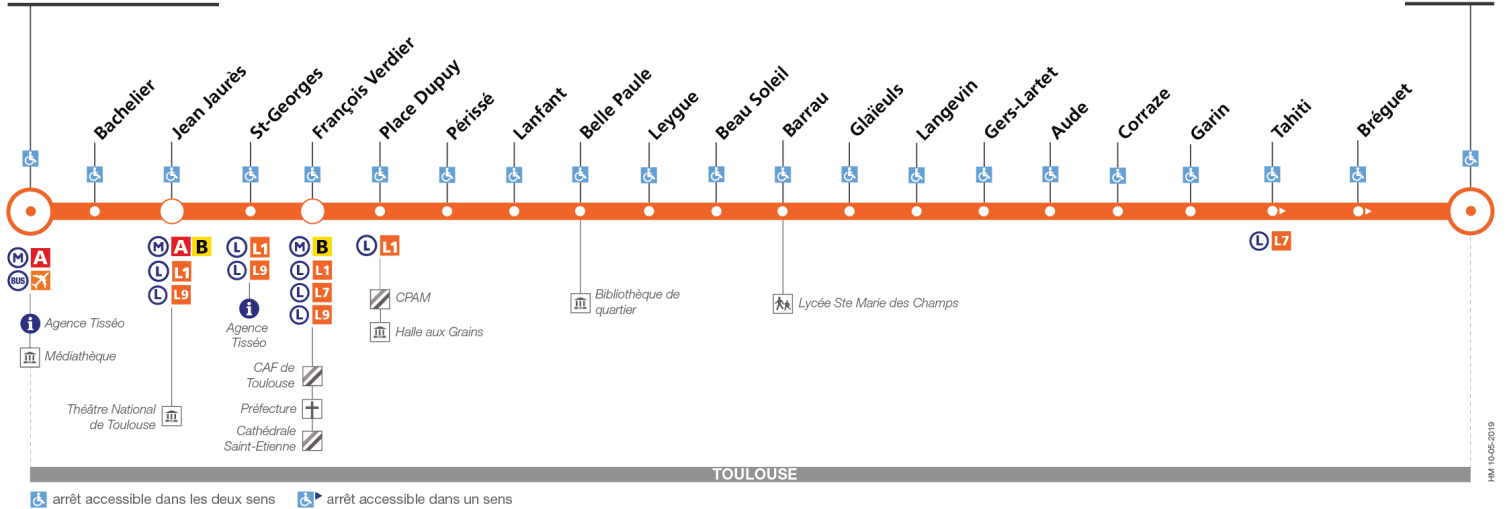 Bachelier
Jean Jaurès
St-Georges
François Verdier
Place Dupuy
Périssé
Lanfant
Belle Paule
Leygue
Beau Soleil
Barrau
Glaïeuls
Langevin
Gers-Lartet
Aude
Corraze
Garin
Tahiti
Bréguet
M A
BUS
Agence Tisséo
Médiathèque
M A B
L L1
L L9
Théâtre National
de Toulouse
L L1
L L9
Agence
Tisséo
M B
L L1
L L7
L L9
CAF de
Toulouse
Préfecture
Cathédrale
Saint-Etienne
L L1
CPAM
Halle aux Grains
Bibliothèque de
quartier
Lycée Ste Marie des Champs
L L7
TOULOUSE
arrêt accessible dans les deux sens
arrêt accessible dans un sens
HM 10-05-2019